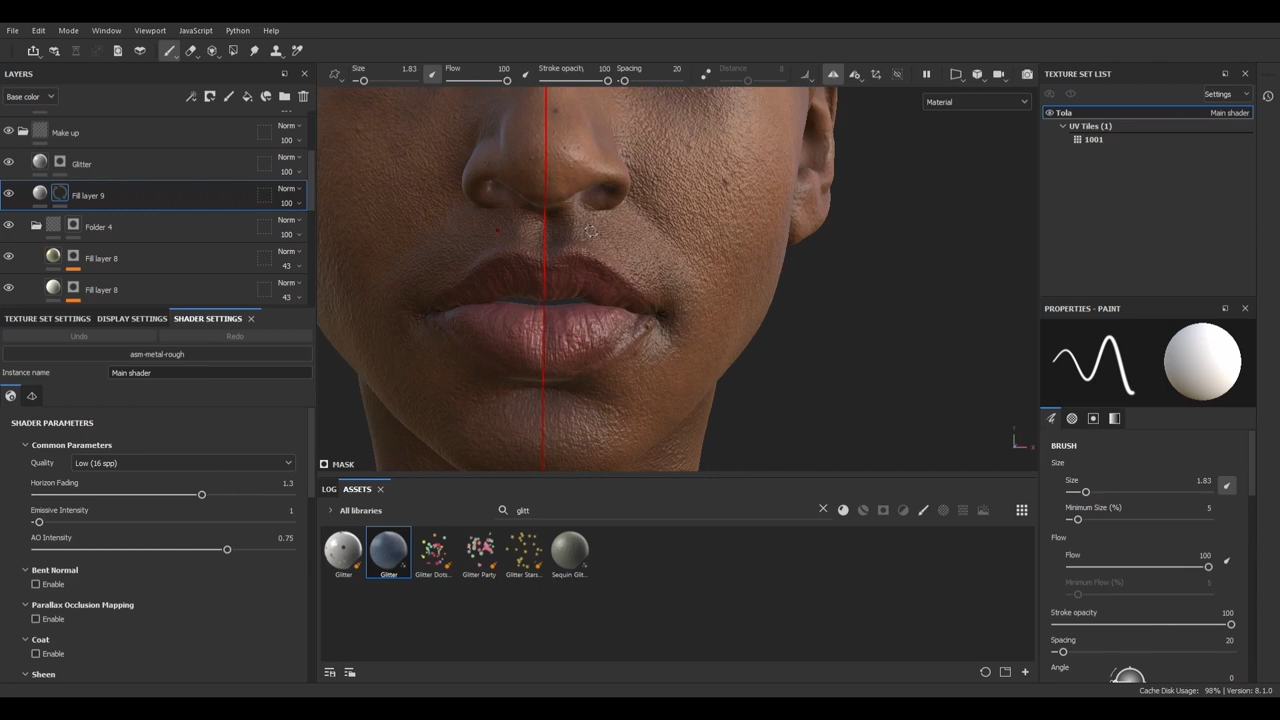 File Edit Mode Window Viewport JavaScript Python Help
LAYERS
Size 1.83 Flow 100 Stroke opacity 100 Spacing 20 Distance 8
TEXTURE SET LIST
Base color
Material
Settings
Tola Main shader
UV Tiles (1)
1001
Norm
100
Make up Norm
100
Glitter Norm
100
Fill layer 9 Norm
100
Folder 4 Norm
100
Fill layer 8 Norm
43
Fill layer 8 Norm
43
TEXTURE SET SETTINGS DISPLAY SETTINGS SHADER SETTINGS
Undo Redo
asm-metal-rough
Instance name Main shader
SHADER PARAMETERS
Common Parameters
Quality Low (16 spp)
Horizon Fading 1.3
Emissive Intensity 1
AO Intensity 0.75
Bent Normal
Enable
Parallax Occlusion Mapping
Enable
Coat
Enable
Sheen
MASK
LOG ASSETS
All libraries glitt
Glitter Glitter Glitter Dots... Glitter Party Glitter Stars... Sequin Glit...
PROPERTIES - PAINT
BRUSH
Size
Size 1.83
Minimum Size (%) 5
Flow
Flow 100
Minimum Flow (%) 5
Stroke opacity 100
Spacing 20
Angle 0
Cache Disk Usage: 98% | Version: 8.1.0